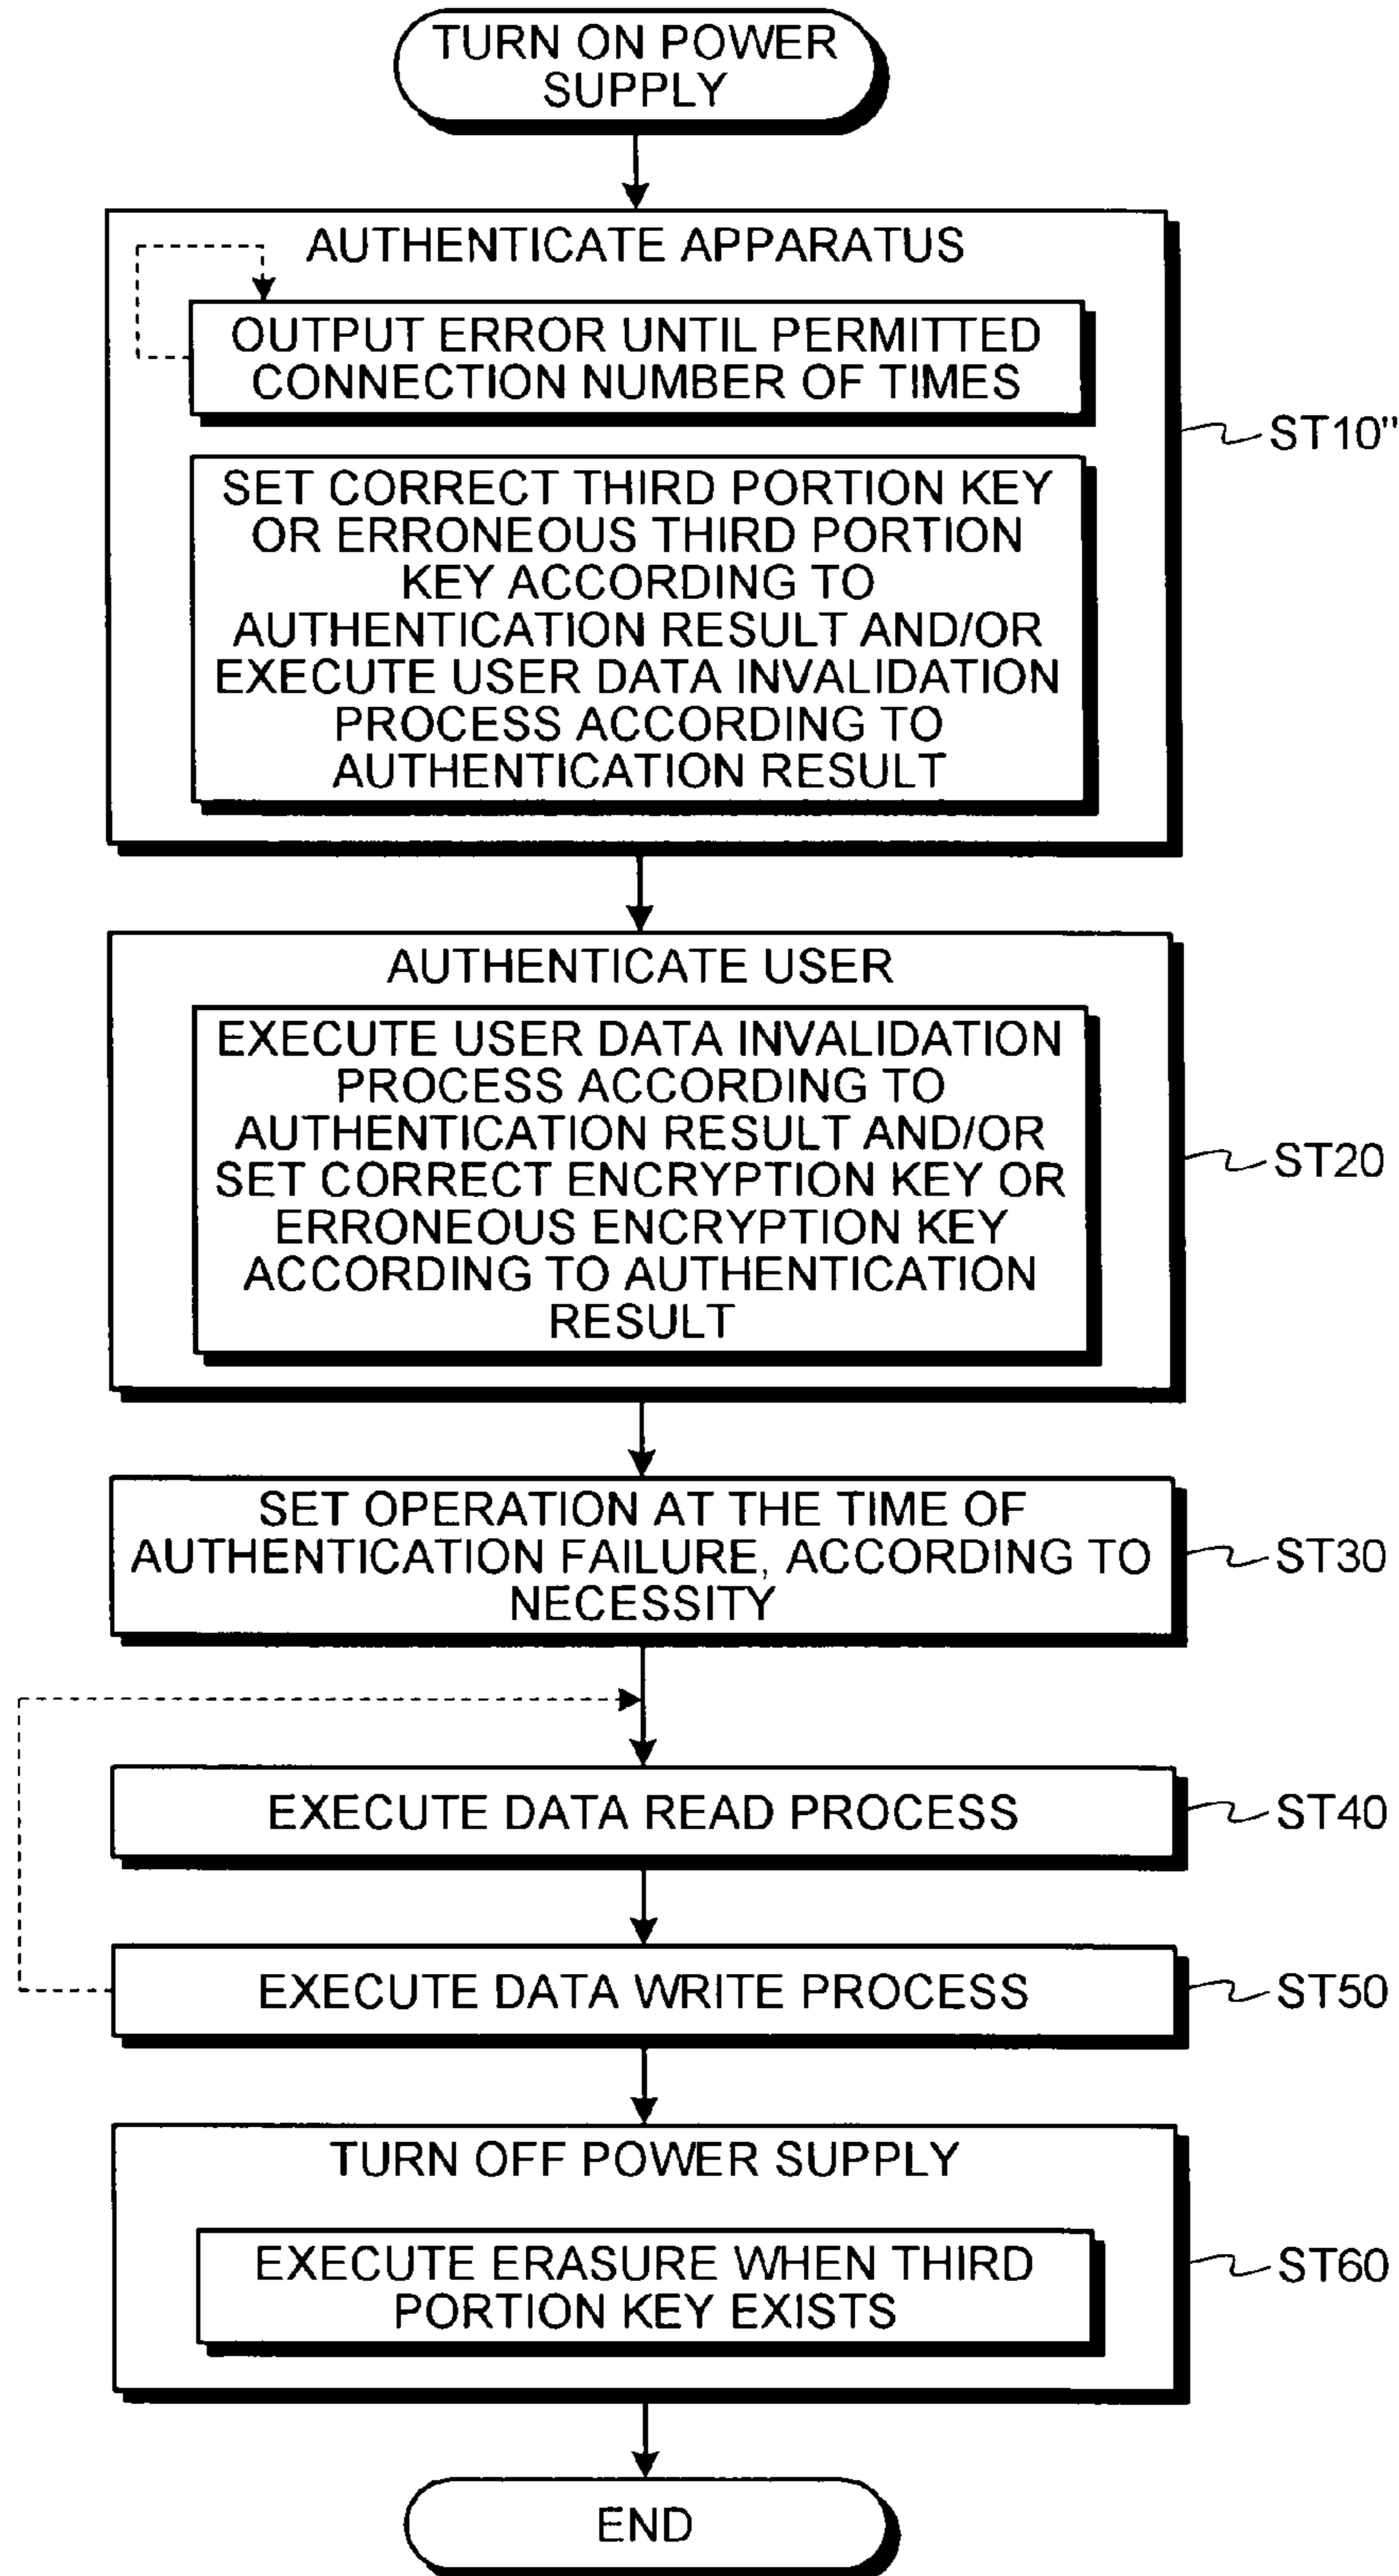 TURN ON POWER
SUPPLY
AUTHENTICATE APPARATUS
OUTPUT ERROR UNTIL PERMITTED
CONNECTION NUMBER OF TIMES
ST10"
SET CORRECT THIRD PORTION KEY
OR ERRONEOUS THIRD PORTION
KEY ACCORDING TO
AUTHENTICATION RESULT AND/OR
EXECUTE USER DATA INVALIDATION
PROCESS ACCORDING TO
AUTHENTICATION RESULT
AUTHENTICATE USER
EXECUTE USER DATA INVALIDATION
PROCESS ACCORDING TO
AUTHENTICATION RESULT AND/OR
SET CORRECT ENCRYPTION KEY OR
ERRONEOUS ENCRYPTION KEY
ACCORDING TO AUTHENTICATION
RESULT
ST20
SET OPERATION AT THE TIME OF
AUTHENTICATION FAILURE, ACCORDING TO
NECESSITY
ST30
EXECUTE DATA READ PROCESS
ST40
EXECUTE DATA WRITE PROCESS
ST50
TURN OFF POWER SUPPLY
EXECUTE ERASURE WHEN THIRD
PORTION KEY EXISTS
ST60
END